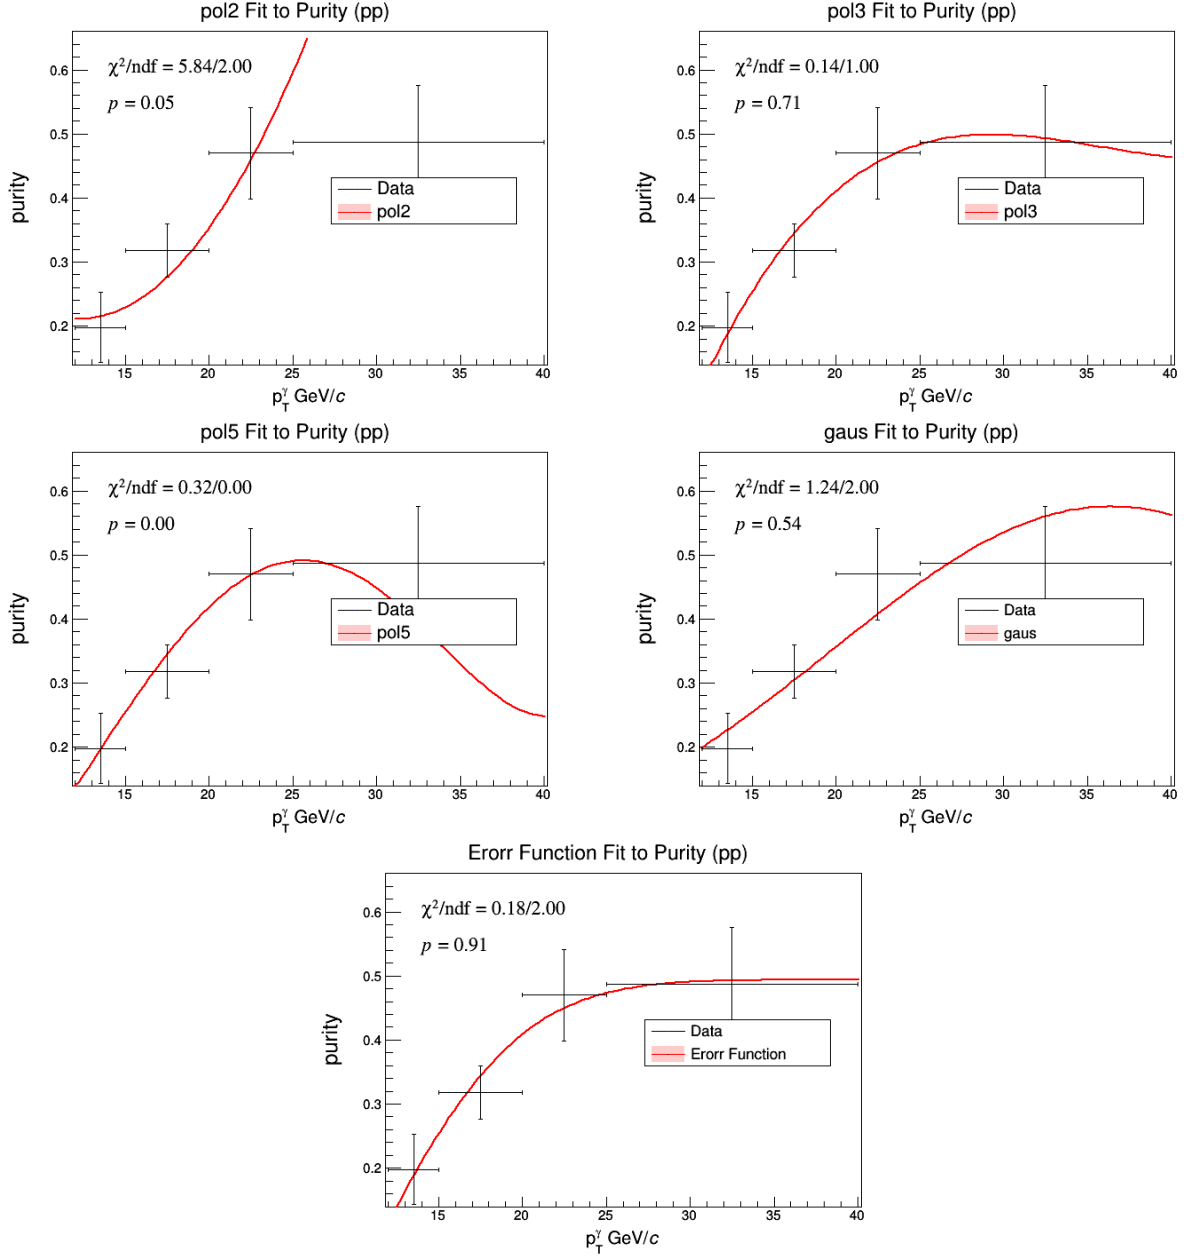 pol2 Fit to Purity (pp)
χ²/ndf = 5.84/2.00
p = 0.05
0.6
0.5
0.4
0.3
0.2
purity
Data
pol2
15 20 25 30 35 40
p_T^γ GeV/c
pol3 Fit to Purity (pp)
χ²/ndf = 0.14/1.00
p = 0.71
0.6
0.5
0.4
0.3
0.2
purity
Data
pol3
15 20 25 30 35 40
p_T^γ GeV/c
pol5 Fit to Purity (pp)
χ²/ndf = 0.32/0.00
p = 0.00
0.6
0.5
0.4
0.3
0.2
purity
Data
pol5
15 20 25 30 35 40
p_T^γ GeV/c
gaus Fit to Purity (pp)
χ²/ndf = 1.24/2.00
p = 0.54
0.6
0.5
0.4
0.3
0.2
purity
Data
gaus
15 20 25 30 35 40
p_T^γ GeV/c
Erorr Function Fit to Purity (pp)
χ²/ndf = 0.18/2.00
p = 0.91
0.6
0.5
0.4
0.3
0.2
purity
Data
Erorr Function
15 20 25 30 35 40
p_T^γ GeV/c